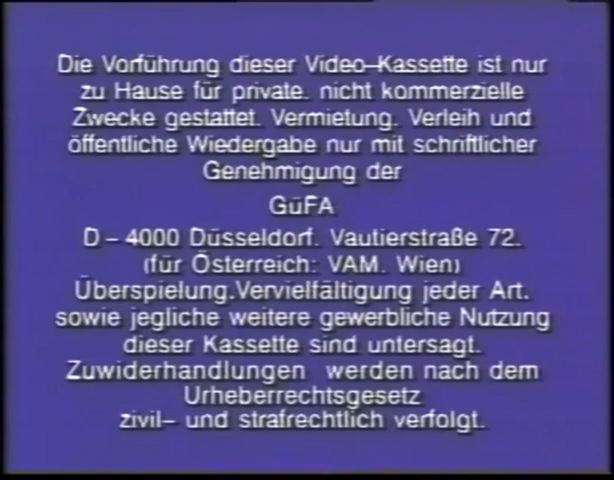 Die Vorführung dieser Video-Kassette ist nur
zu Hause für private, nicht kommerzielle
Zwecke gestattet. Vermietung, Verleih und
öffentliche Wiedergabe nur mit schriftlicher
Genehmigung der
GüFA
D - 4000 Düsseldorf, Vautierstraße 72.
(für Österreich: VAM, Wien)
Überspielung,Vervielfältigung jeder Art,
sowie jegliche weitere gewerbliche Nutzung
dieser Kassette sind untersagt.
Zuwiderhandlungen werden nach dem
Urheberrechtsgesetz
zivil- und strafrechtlich verfolgt.